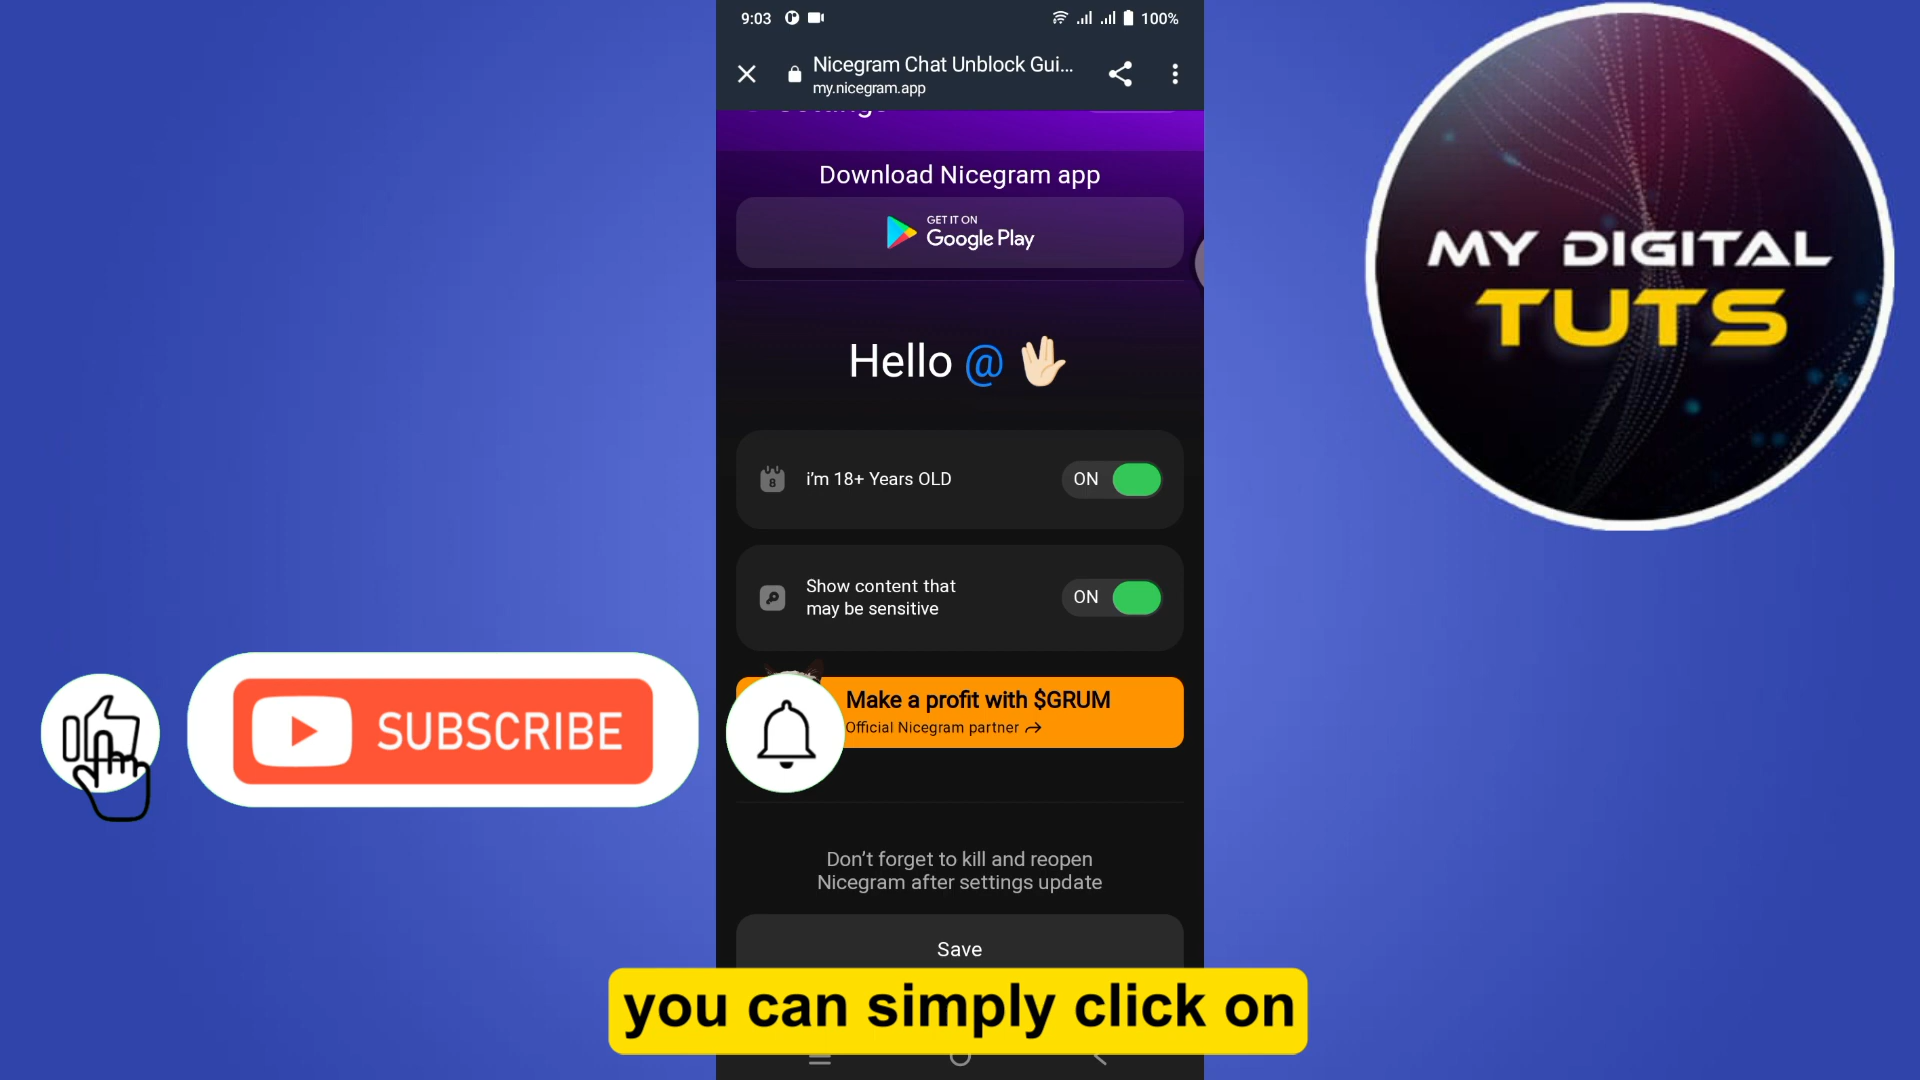 9:03
100%
Nicegram Chat Unblock Gui...
my.nicegram.app
Download Nicegram app
GET IT ON
Google Play
Hello @
8
i'm 18+ Years OLD
ON
Show content that
may be sensitive
ON
Make a profit with $GRUM
Official Nicegram partner →
Don't forget to kill and reopen
Nicegram after settings update
Save
you can simply click on
SUBSCRIBE
MY DIGITAL
TUTS